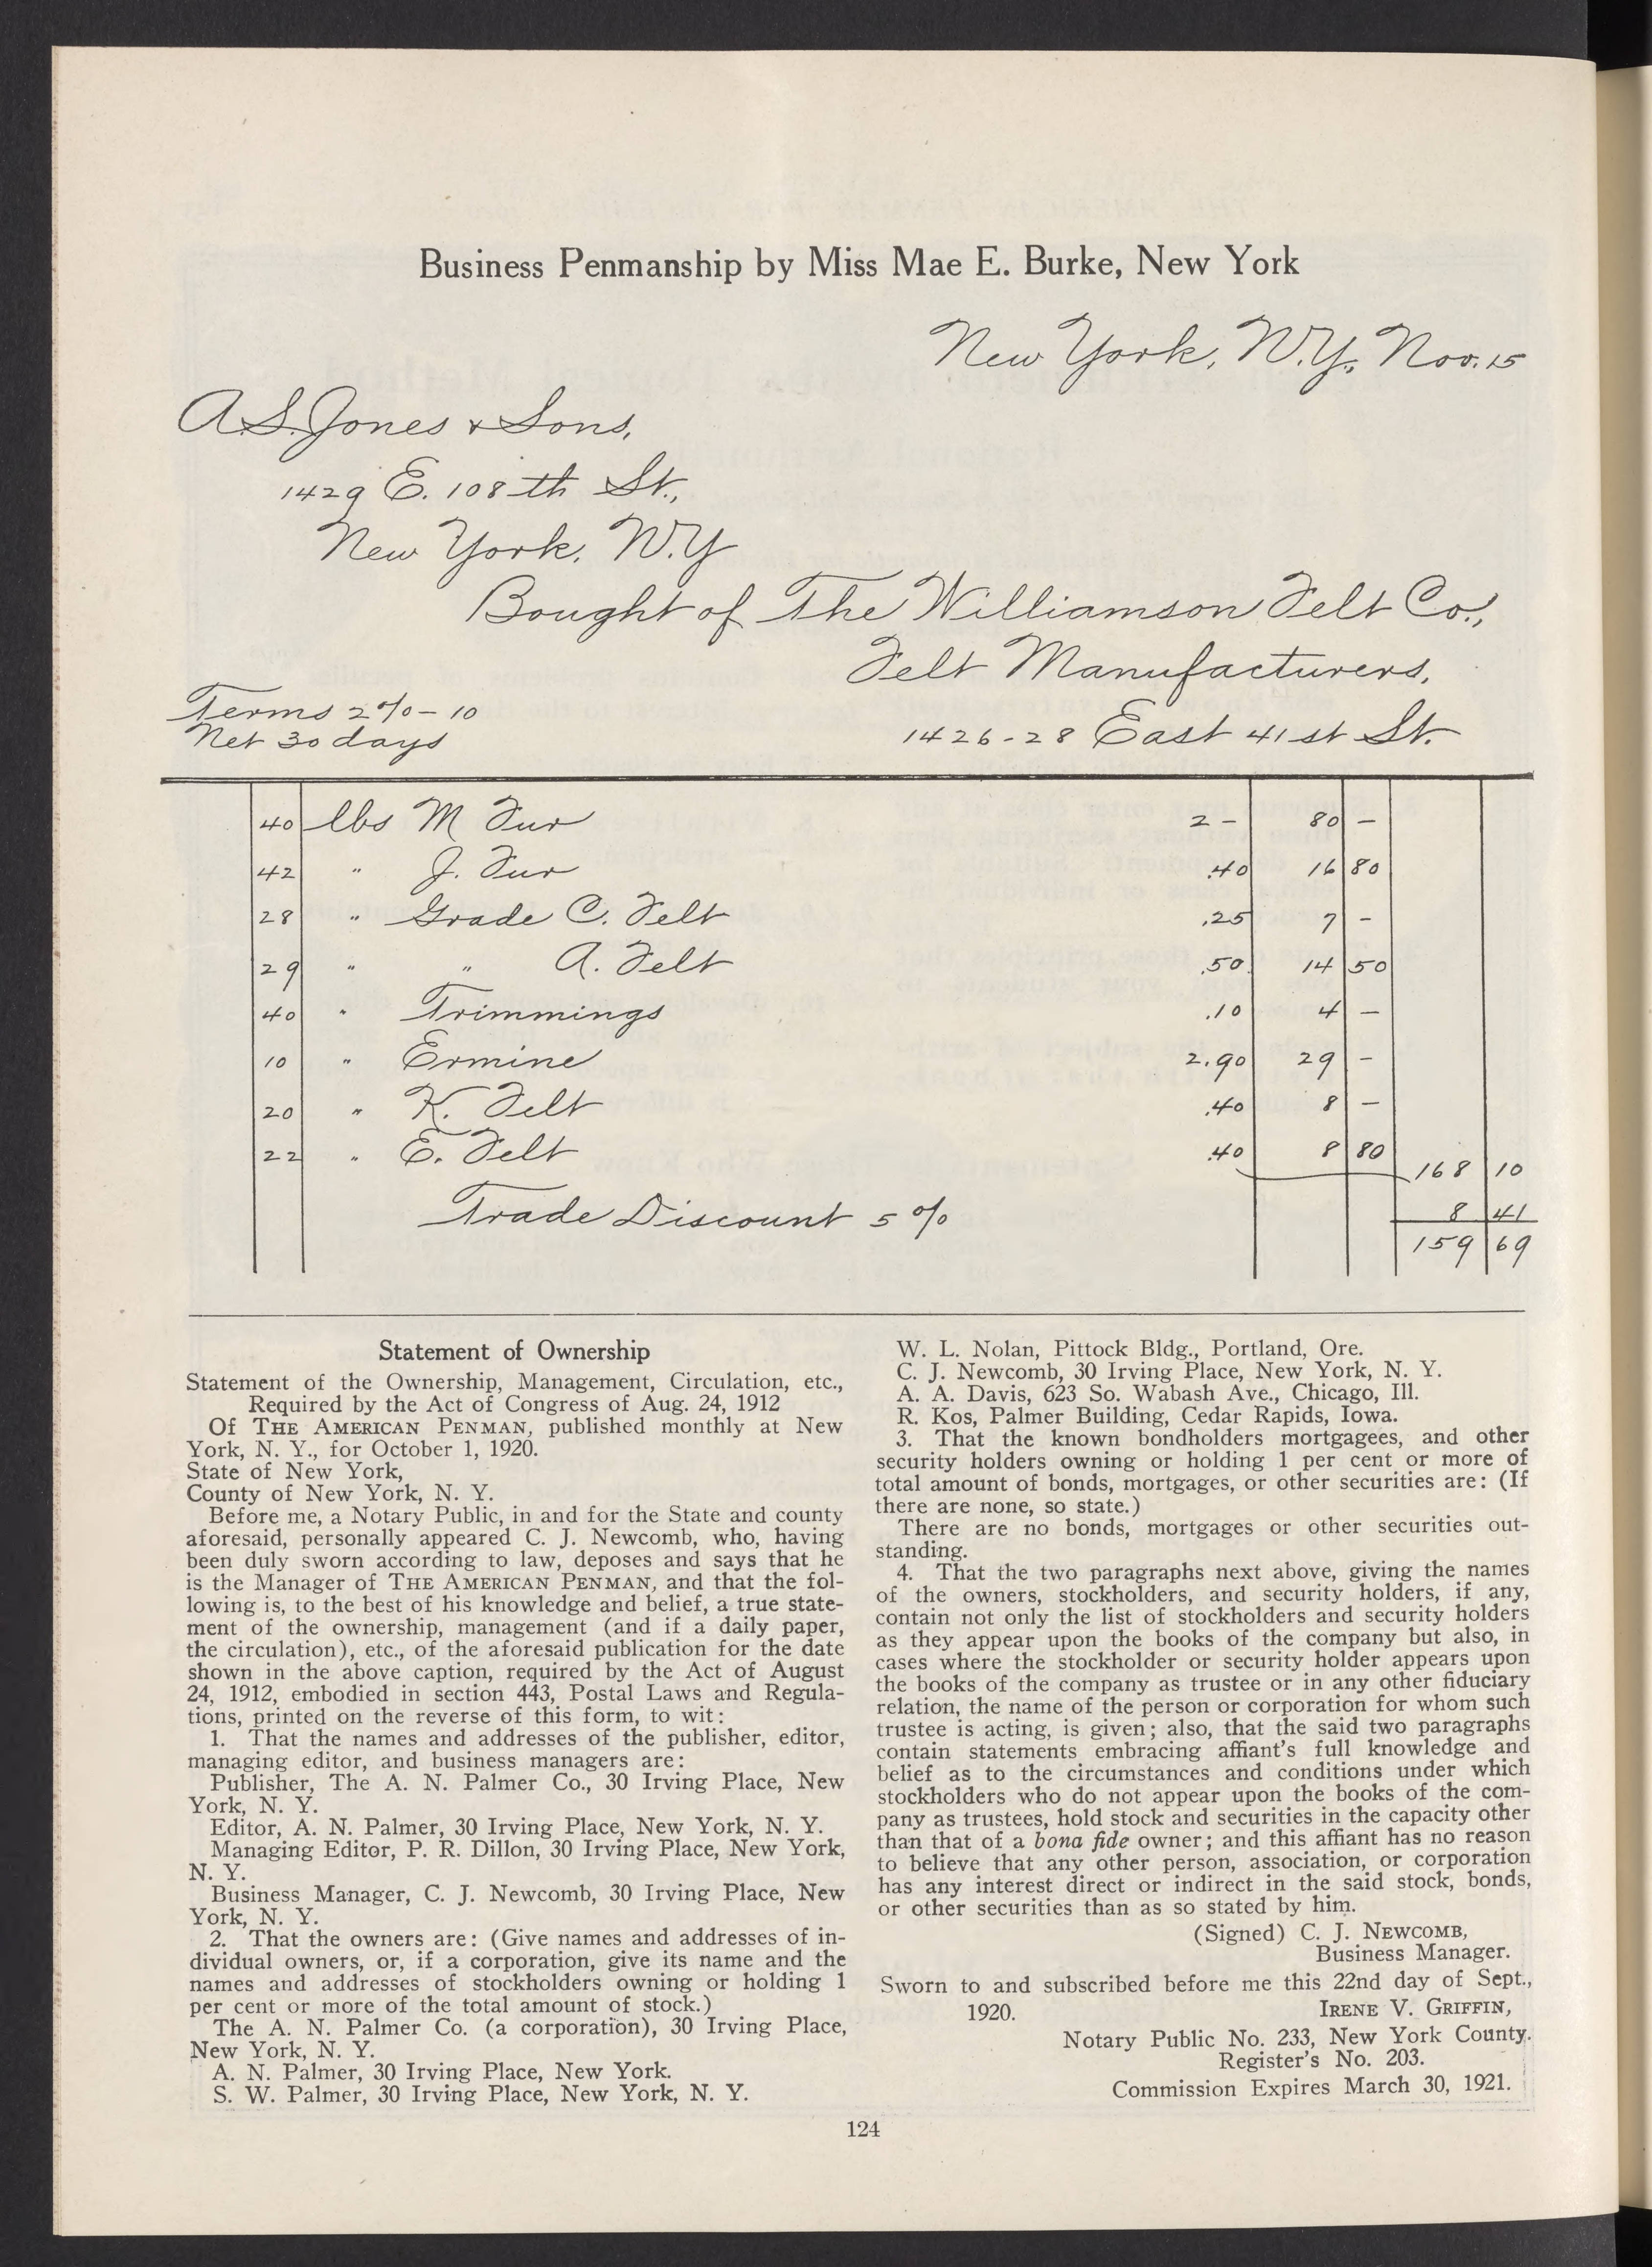 Business Penmanship by Miss Mae E. Burke, New York
New York, N.Y., Nov. 15
A.S. Jones & Sons,
1429 E. 108th St.,
New York, N.Y
Bought of The Williamson Felt Co.,
Felt Manufacturers,
Terms 2% – 10
Net 30 days
1426-28 East 41st St.
40 lbs M Fur 2 – 80 –
42 " J. Fur .40 16 80
28 " Grade C. Felt .25 7 –
29 " " A. Felt .50 14 50
40 " Trimmings .10 4 –
10 " Ermine 2.90 29 –
20 " K. Felt .40 8 –
22 " E. Felt .40 8 80 168 10
Trade Discount 5% 8 41
159 69
Statement of Ownership
Statement of the Ownership, Management, Circulation, etc.,
Required by the Act of Congress of Aug. 24, 1912
Of THE AMERICAN PENMAN, published monthly at New
York, N. Y., for October 1, 1920.
State of New York,
County of New York, N. Y.
Before me, a Notary Public, in and for the State and county
aforesaid, personally appeared C. J. Newcomb, who, having
been duly sworn according to law, deposes and says that he
is the Manager of THE AMERICAN PENMAN, and that the fol-
lowing is, to the best of his knowledge and belief, a true state-
ment of the ownership, management (and if a daily paper,
the circulation), etc., of the aforesaid publication for the date
shown in the above caption, required by the Act of August
24, 1912, embodied in section 443, Postal Laws and Regula-
tions, printed on the reverse of this form, to wit:
1. That the names and addresses of the publisher, editor,
managing editor, and business managers are:
Publisher, The A. N. Palmer Co., 30 Irving Place, New
York, N. Y.
Editor, A. N. Palmer, 30 Irving Place, New York, N. Y.
Managing Editor, P. R. Dillon, 30 Irving Place, New York,
N. Y.
Business Manager, C. J. Newcomb, 30 Irving Place, New
York, N. Y.
2. That the owners are: (Give names and addresses of in-
dividual owners, or, if a corporation, give its name and the
names and addresses of stockholders owning or holding 1
per cent or more of the total amount of stock.)
The A. N. Palmer Co. (a corporation), 30 Irving Place,
New York, N. Y.
A. N. Palmer, 30 Irving Place, New York.
S. W. Palmer, 30 Irving Place, New York, N. Y.
W. L. Nolan, Pittock Bldg., Portland, Ore.
C. J. Newcomb, 30 Irving Place, New York, N. Y.
A. A. Davis, 623 So. Wabash Ave., Chicago, Ill.
R. Kos, Palmer Building, Cedar Rapids, Iowa.
3. That the known bondholders mortgagees, and other
security holders owning or holding 1 per cent or more of
total amount of bonds, mortgages, or other securities are: (If
there are none, so state.)
There are no bonds, mortgages or other securities out-
standing.
4. That the two paragraphs next above, giving the names
of the owners, stockholders, and security holders, if any,
contain not only the list of stockholders and security holders
as they appear upon the books of the company but also, in
cases where the stockholder or security holder appears upon
the books of the company as trustee or in any other fiduciary
relation, the name of the person or corporation for whom such
trustee is acting, is given; also, that the said two paragraphs
contain statements embracing affiant's full knowledge and
belief as to the circumstances and conditions under which
stockholders who do not appear upon the books of the com-
pany as trustees, hold stock and securities in the capacity other
than that of a bona fide owner; and this affiant has no reason
to believe that any other person, association, or corporation
has any interest direct or indirect in the said stock, bonds,
or other securities than as so stated by him.
(Signed) C. J. NEWCOMB,
Business Manager.
Sworn to and subscribed before me this 22nd day of Sept.,
1920. IRENE V. GRIFFIN,
Notary Public No. 233, New York County.
Register's No. 203.
Commission Expires March 30, 1921.
124